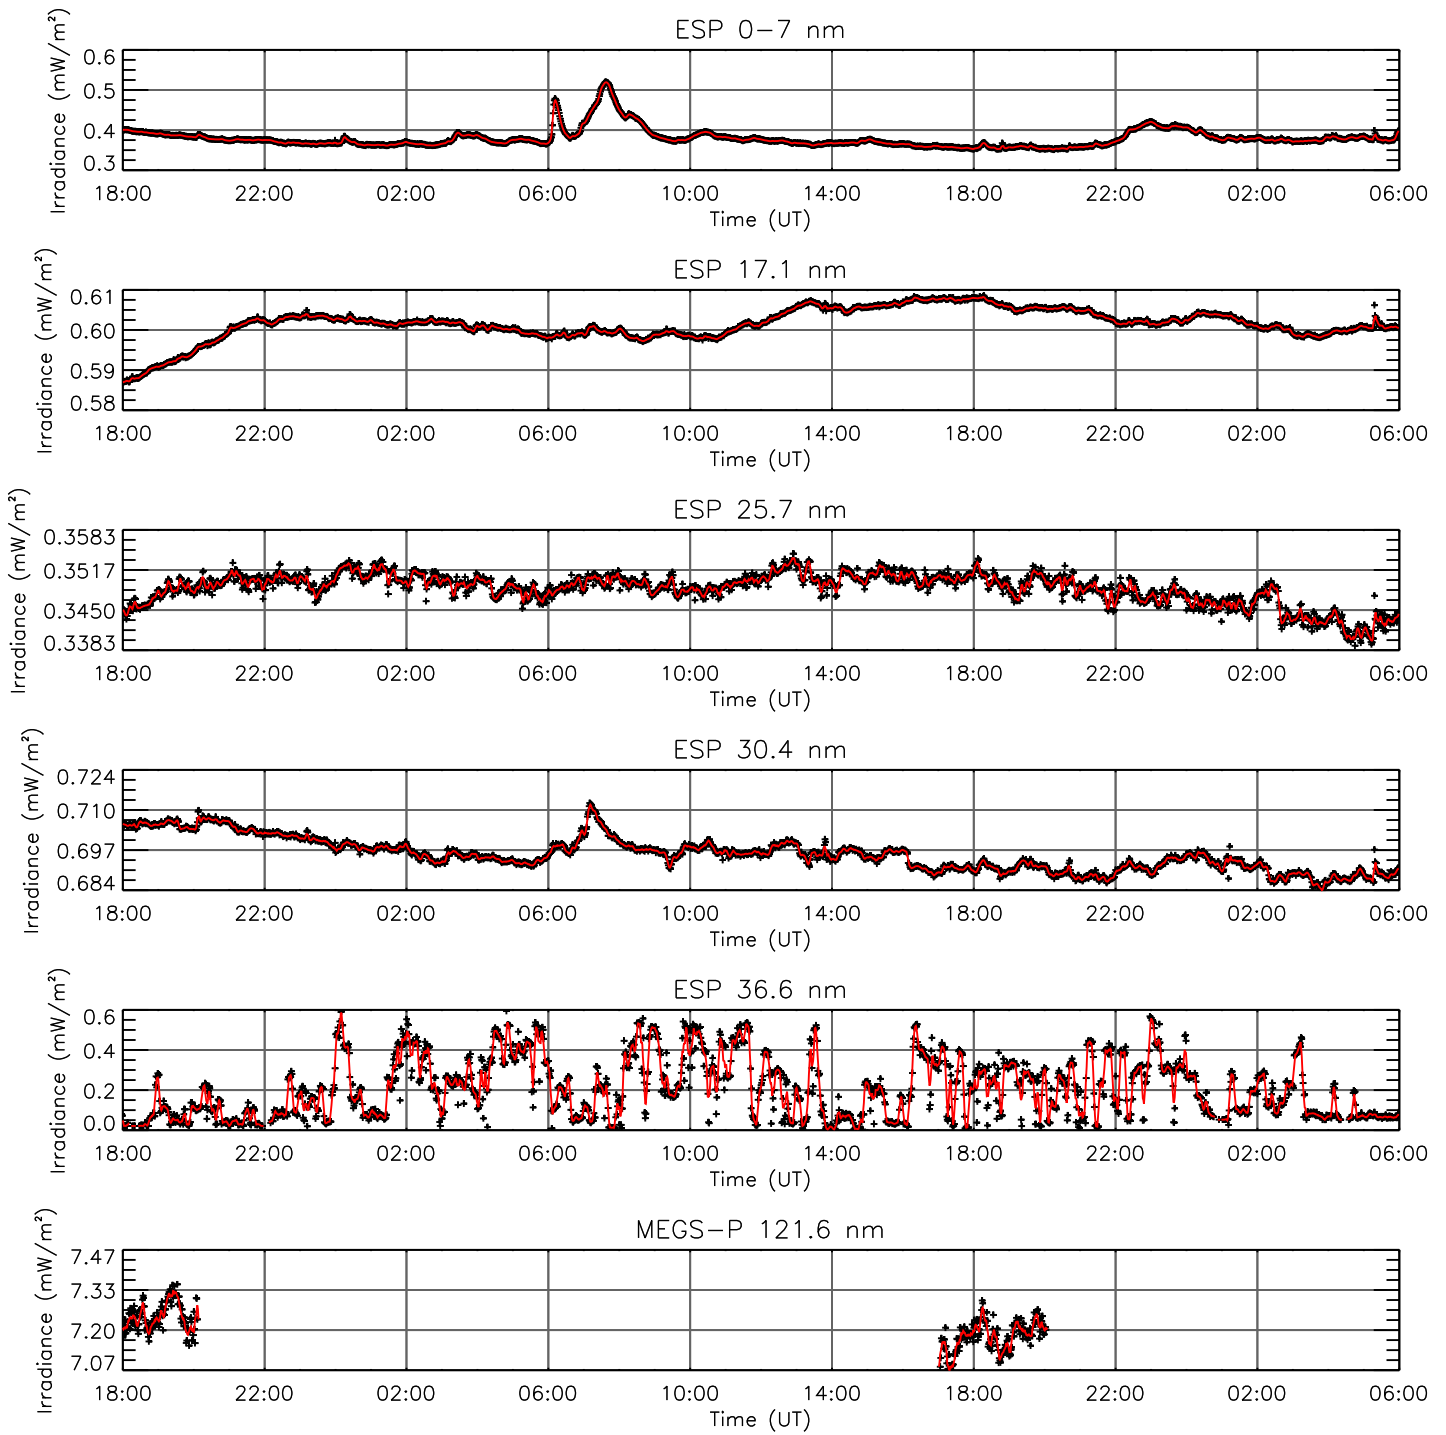 ESP 0-7 nm
Irradiance (mW/m²)
0.6
0.5
0.4
0.3
18:00 22:00 02:00 06:00 10:00 14:00 18:00 22:00 02:00 06:00
Time (UT)
ESP 17.1 nm
Irradiance (mW/m²)
0.61
0.60
0.59
0.58
18:00 22:00 02:00 06:00 10:00 14:00 18:00 22:00 02:00 06:00
Time (UT)
ESP 25.7 nm
Irradiance (mW/m²)
0.3583
0.3517
0.3450
0.3383
18:00 22:00 02:00 06:00 10:00 14:00 18:00 22:00 02:00 06:00
Time (UT)
ESP 30.4 nm
Irradiance (mW/m²)
0.724
0.710
0.697
0.684
18:00 22:00 02:00 06:00 10:00 14:00 18:00 22:00 02:00 06:00
Time (UT)
ESP 36.6 nm
Irradiance (mW/m²)
0.6
0.4
0.2
0.0
18:00 22:00 02:00 06:00 10:00 14:00 18:00 22:00 02:00 06:00
Time (UT)
MEGS-P 121.6 nm
Irradiance (mW/m²)
7.47
7.33
7.20
7.07
18:00 22:00 02:00 06:00 10:00 14:00 18:00 22:00 02:00 06:00
Time (UT)